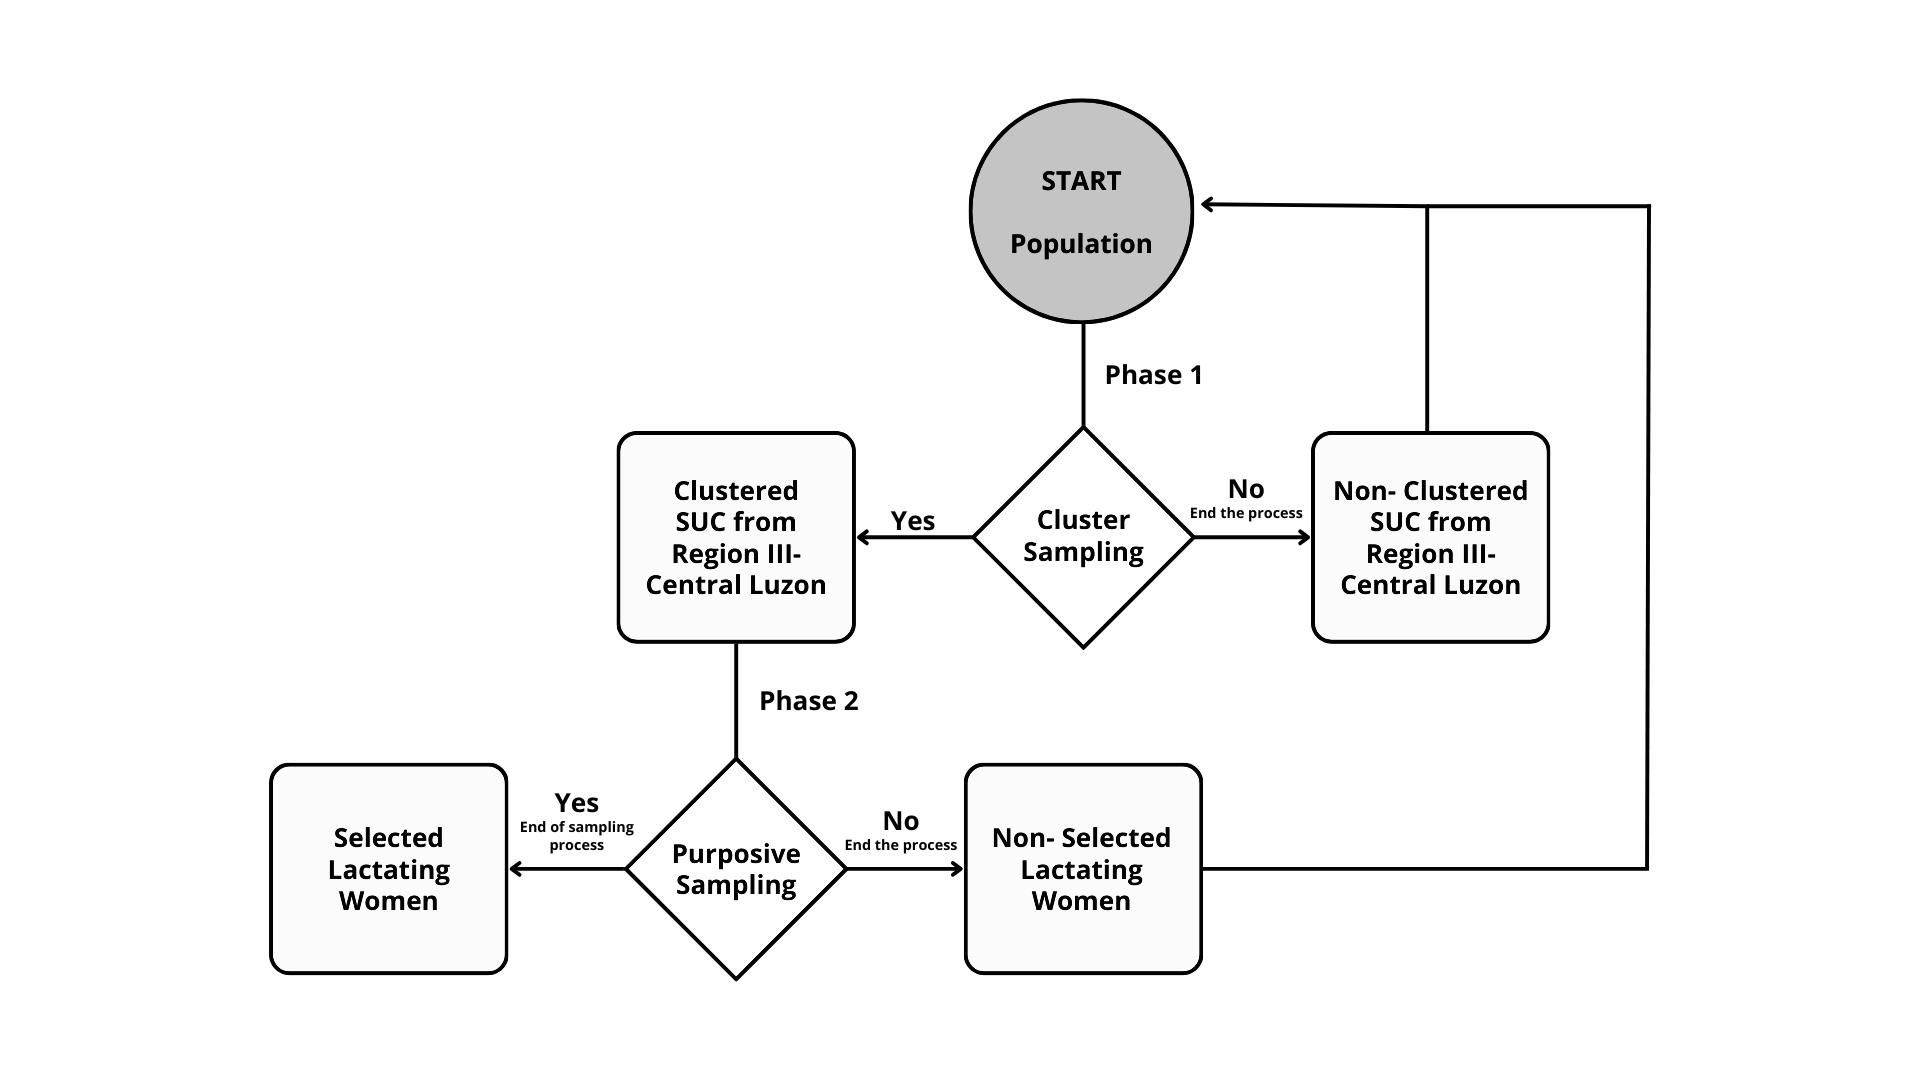 START
Population
Phase 1
Clustered
SUC from
Region III-
Central Luzon
Yes
Cluster
Sampling
No
End the process
Non- Clustered
SUC from
Region III-
Central Luzon
Phase 2
Selected
Lactating
Women
Yes
End of sampling
process
Purposive
Sampling
No
End the process
Non- Selected
Lactating
Women